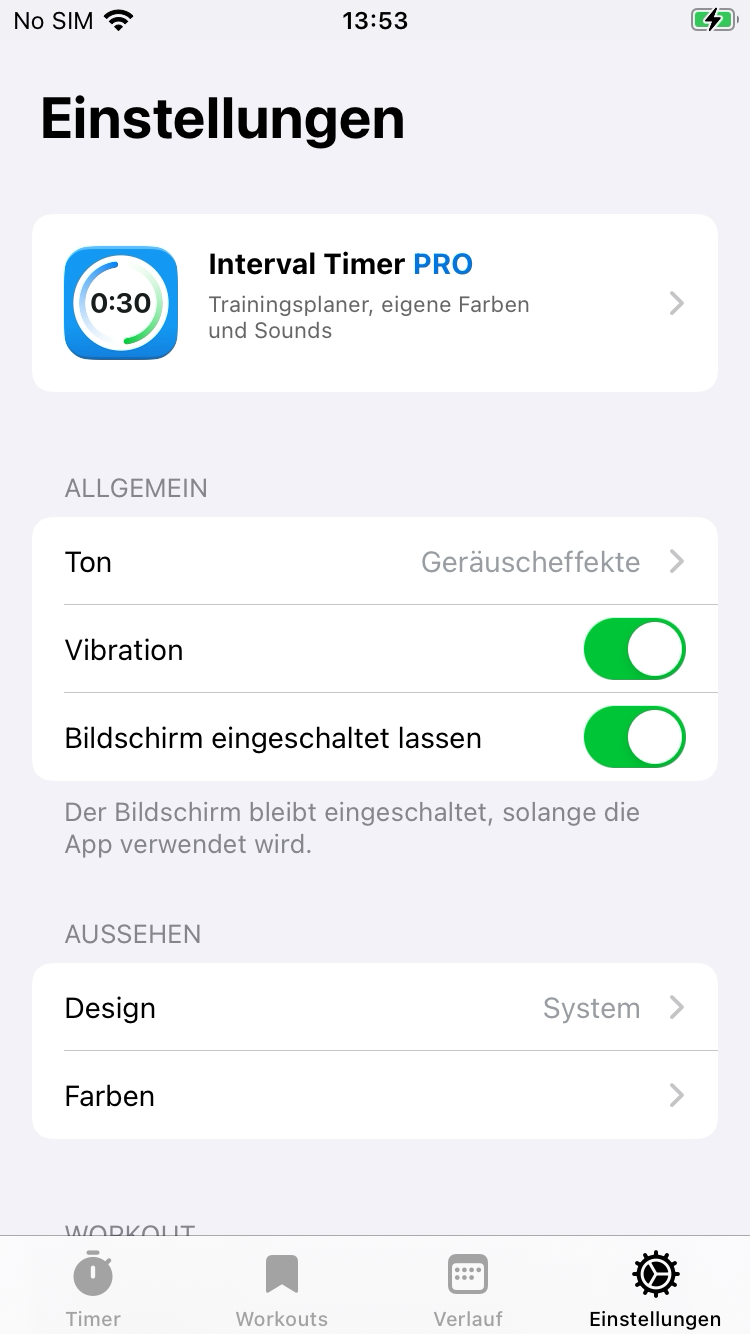 No SIM 13:53
Einstellungen
0:30
Interval Timer PRO
Trainingsplaner, eigene Farben
und Sounds
ALLGEMEIN
Ton Geräuscheffekte
Vibration
Bildschirm eingeschaltet lassen
Der Bildschirm bleibt eingeschaltet, solange die
App verwendet wird.
AUSSEHEN
Design System
Farben
WORKOUT
Timer Workouts Verlauf Einstellungen